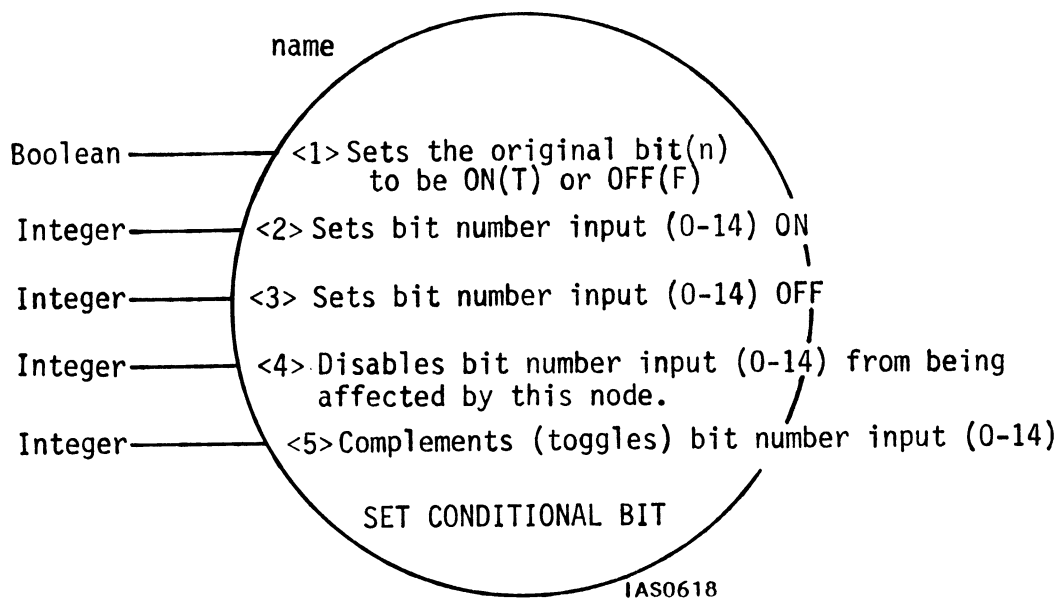 name
Boolean <1> Sets the original bit(n)
to be ON(T) or OFF(F)
Integer <2> Sets bit number input (0-14) ON
Integer <3> Sets bit number input (0-14) OFF
Integer <4> Disables bit number input (0-14) from being
affected by this node.
Integer <5> Complements (toggles) bit number input (0-14)
SET CONDITIONAL BIT
IAS0618